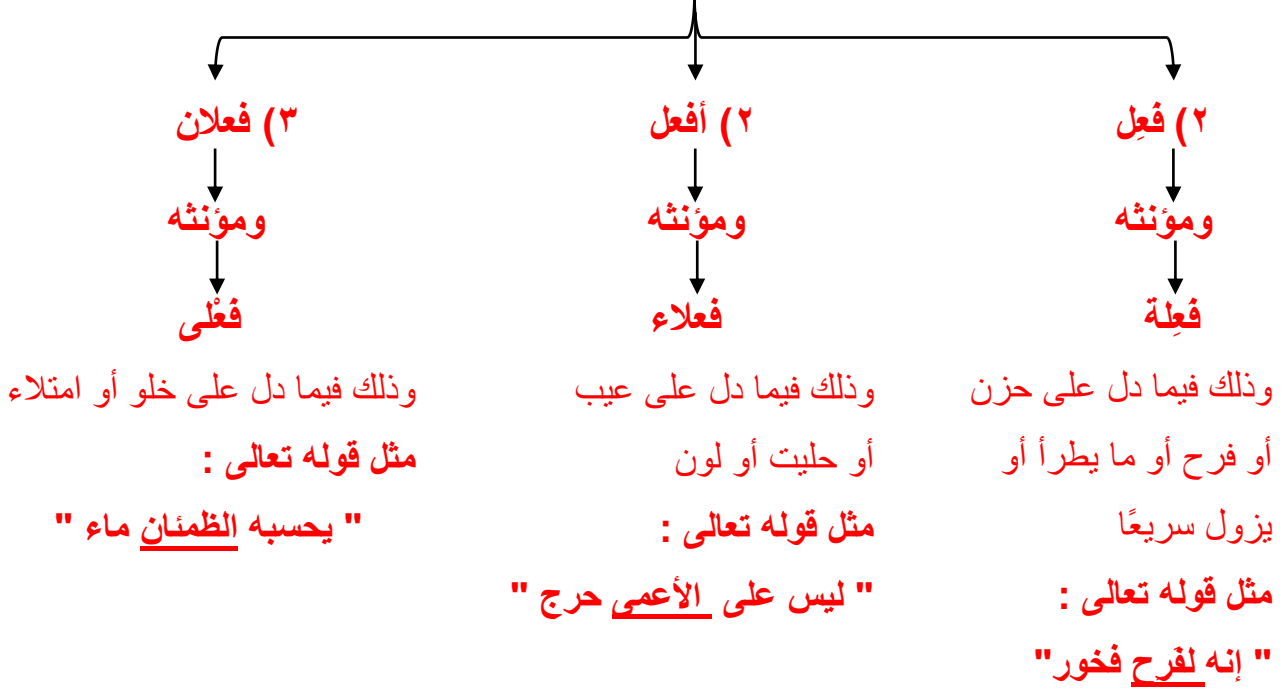 ٢) فَعِل
ومؤنثه
فَعِلة
وذلك فيما دل على حزن
أو فرح أو ما يطرأ أو
يزول سريعًا
مثل قوله تعالى :
" إنه لفَرِح فخور"
٢) أفعل
ومؤنثه
فعلاء
وذلك فيما دل على عيب
أو حليت أو لون
مثل قوله تعالى :
" ليس على الأعمى حرج "
٣) فعلان
ومؤنثه
فَعْلى
وذلك فيما دل على خلو أو امتلاء
مثل قوله تعالى :
" يحسبه الظمئان ماء "